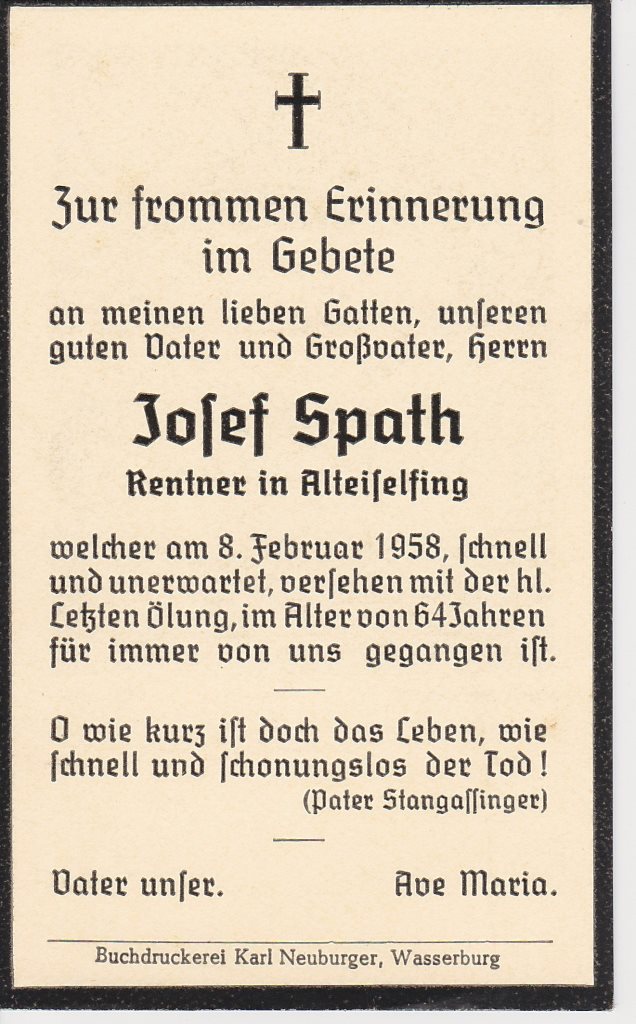 Zur frommen Erinnerung
im Gebete
an meinen lieben Gatten, unseren
guten Vater und Großvater, Herrn
Josef Spath
Rentner in Alteiselfing
welcher am 8. Februar 1958, schnell
und unerwartet, versehen mit der hl.
Letzten Ölung, im Alter von 64 Jahren
für immer von uns gegangen ist.
O wie kurz ist doch das Leben, wie
schnell und schonungslos der Tod!
(Pater Stangassinger)
Vater unser. Ave Maria.
Buchdruckerei Karl Neuburger, Wasserburg